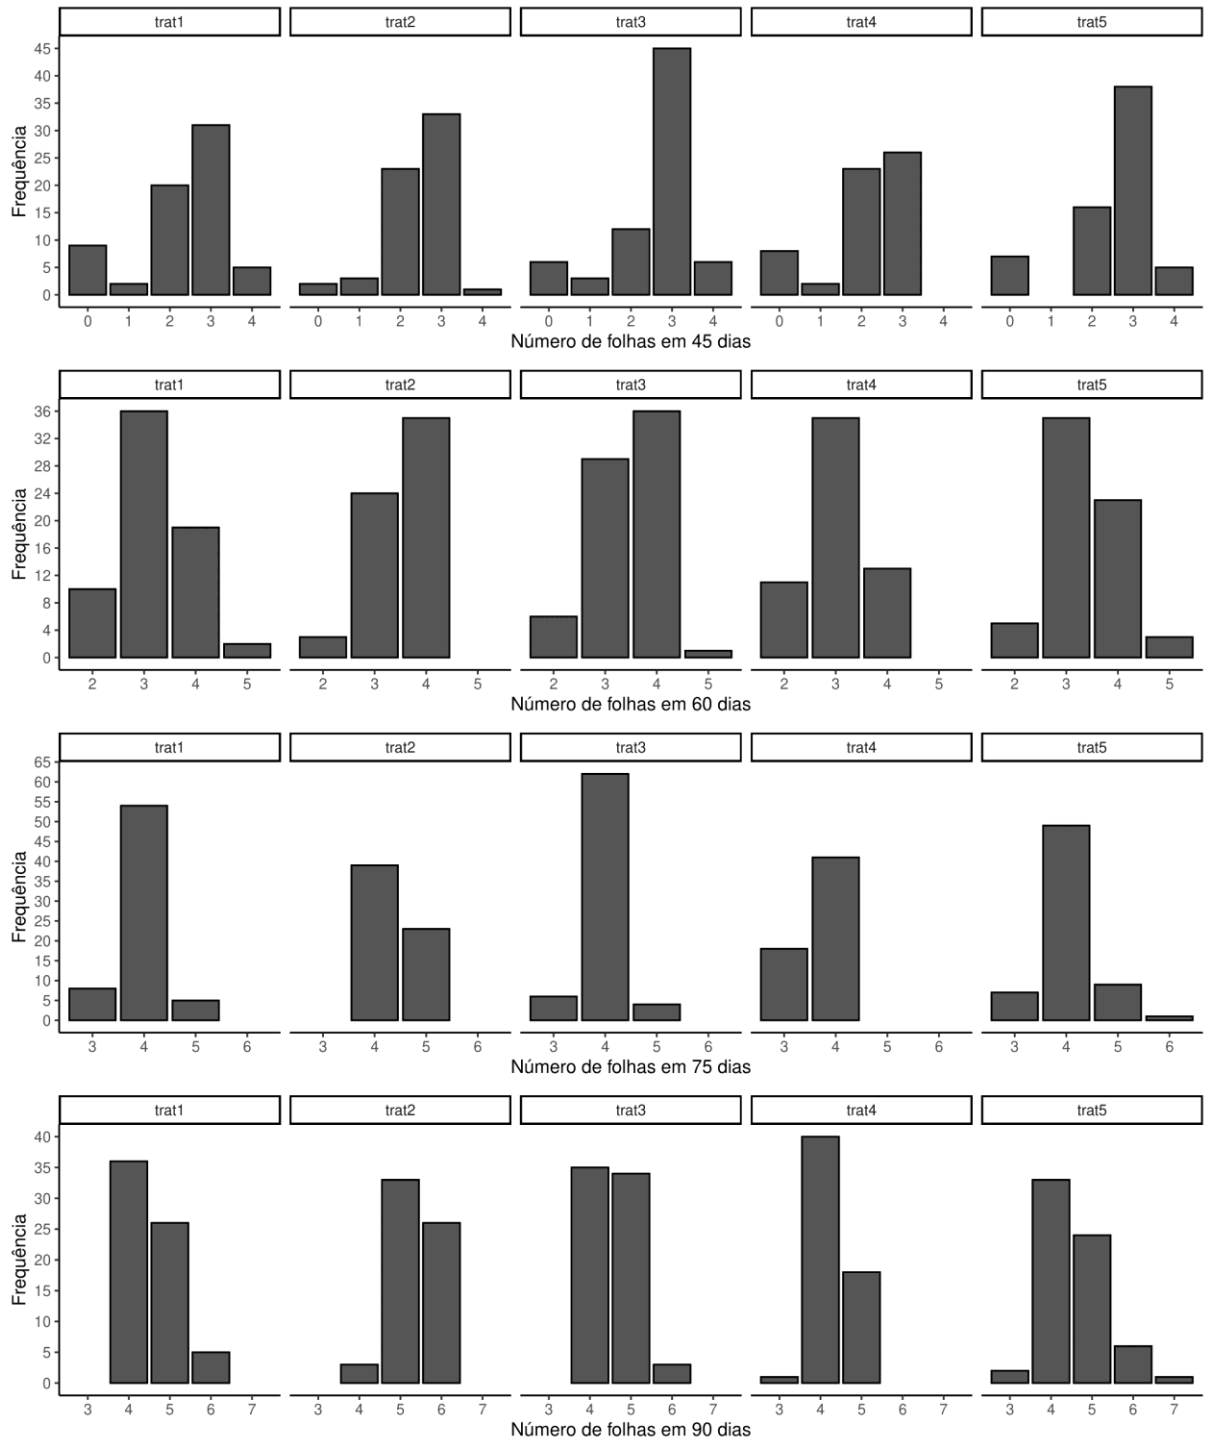 trat1 trat2 trat3 trat4 trat5
45
40
35
30
25
20
15
10
5
0
Frequência
0 1 2 3 4 0 1 2 3 4 0 1 2 3 4 0 1 2 3 4 0 1 2 3 4
Número de folhas em 45 dias
trat1 trat2 trat3 trat4 trat5
36
32
28
24
20
16
12
8
4
0
Frequência
2 3 4 5 2 3 4 5 2 3 4 5 2 3 4 5 2 3 4 5
Número de folhas em 60 dias
trat1 trat2 trat3 trat4 trat5
65
60
55
50
45
40
35
30
25
20
15
10
5
0
Frequência
3 4 5 6 3 4 5 6 3 4 5 6 3 4 5 6 3 4 5 6
Número de folhas em 75 dias
trat1 trat2 trat3 trat4 trat5
40
35
30
25
20
15
10
5
0
Frequência
3 4 5 6 7 3 4 5 6 7 3 4 5 6 7 3 4 5 6 7 3 4 5 6 7
Número de folhas em 90 dias